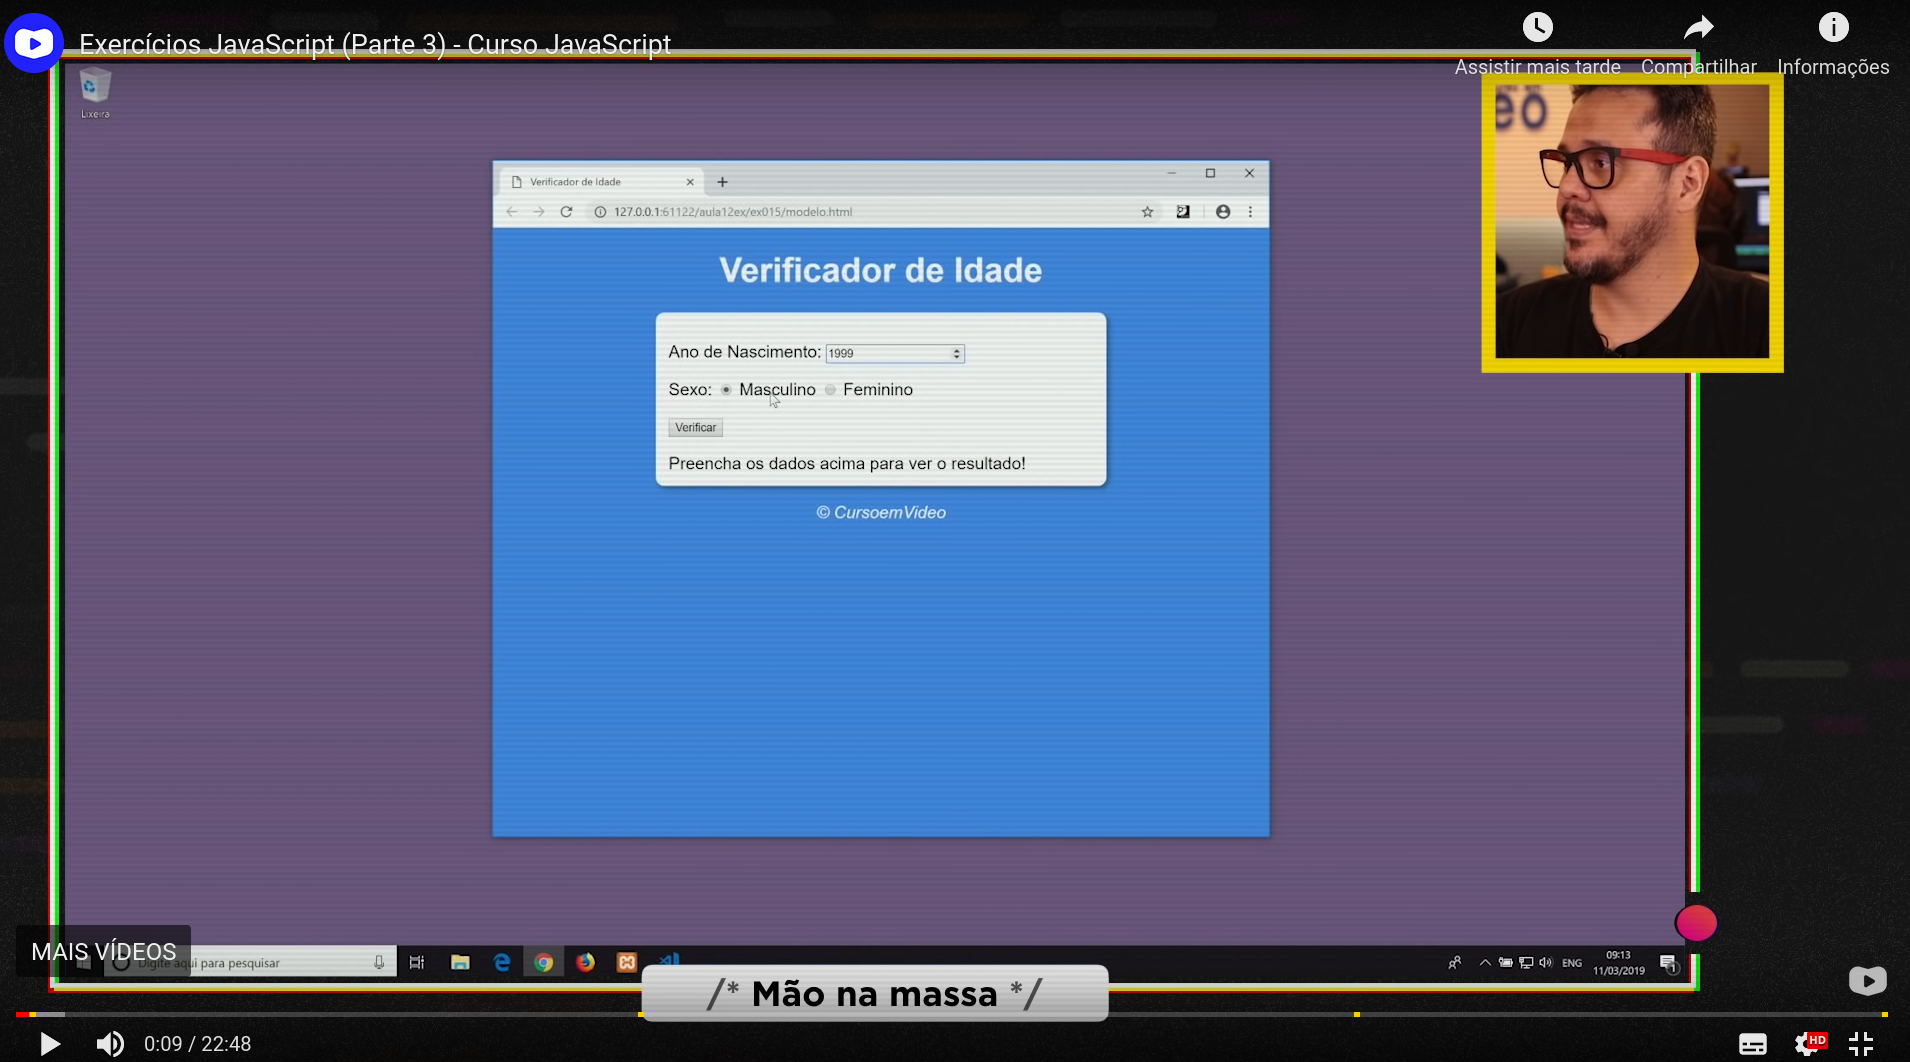 Exercícios JavaScript (Parte 3) - Curso JavaScript
Assistir mais tarde
Compartilhar
Informações
Lixeira
eo
Verificador de Idade
127.0.0.1:61122/aula12ex/ex015/modelo.html
Verificador de Idade
Ano de Nascimento: 1999
Sexo: Masculino Feminino
Verificar
Preencha os dados acima para ver o resultado!
© CursoemVideo
MAIS VÍDEOS
Digite aqui para pesquisar
ENG
09:13
11/03/2019
1
/* Mão na massa */
0:09 / 22:48
HD